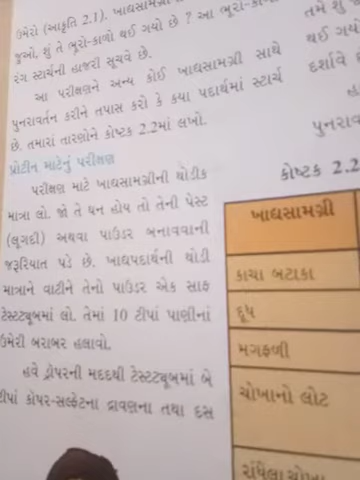 ઉમેરો (આકૃતિ 2.1). ખાદ્યસામગ્રી
જુઓ, શું તે ભૂરો-કાળો થઈ ગયો છે ? આ ભૂરો-કાળો
રંગ સ્ટાર્ચની હાજરી સૂચવે છે.
આ પરીક્ષણને અન્ય કોઈ ખાદ્યસામગ્રી સાથે
પુનરાવર્તન કરીને તપાસ કરો કે કયા પદાર્થમાં સ્ટાર્ચ
છે. તમારાં તારણોને કોષ્ટક 2.2માં લખો.
પ્રોટીન માટેનું પરીક્ષણ
પરીક્ષણ માટે ખાદ્યસામગ્રીની થોડીક
માત્રા લો. જો તે ઘન હોય તો તેની પેસ્ટ
(લૂગદી) અથવા પાઉડર બનાવવાની
જરૂરિયાત પડે છે. ખાદ્યપદાર્થની થોડી
માત્રાને વાટીને તેનો પાઉડર એક સાફ
ટેસ્ટટ્યૂબમાં લો. તેમાં 10 ટીપાં પાણીનાં
ઉમેરી બરાબર હલાવો.
હવે ડ્રોપરની મદદથી ટેસ્ટટ્યૂબમાં બે
ટીપાં કૉપર-સલ્ફેટના દ્રાવણના તથા દસ
તમે
થઈ ગયો
દર્શાવે
પુનરાવ
કોષ્ટક 2.2
ખાદ્યસામગ્રી
કાચા બટાકા
દૂધ
મગફળી
ચોખાનો લોટ
રાંધેલા ચોખા